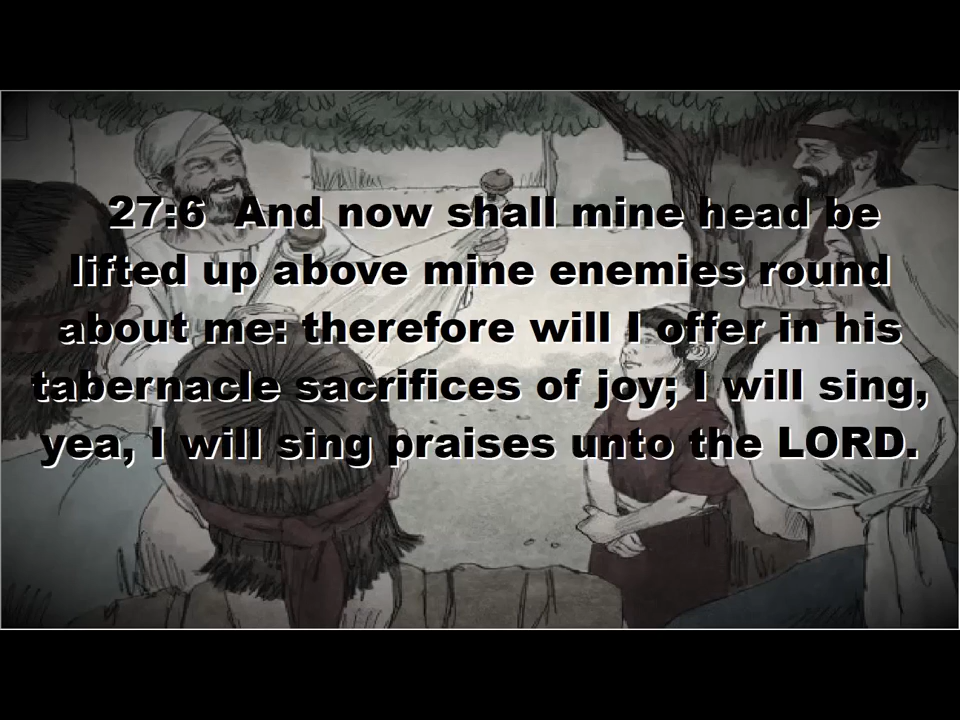 27:6 And now shall mine head be
lifted up above mine enemies round
about me: therefore will I offer in his
tabernacle sacrifices of joy; I will sing,
yea, I will sing praises unto the LORD.